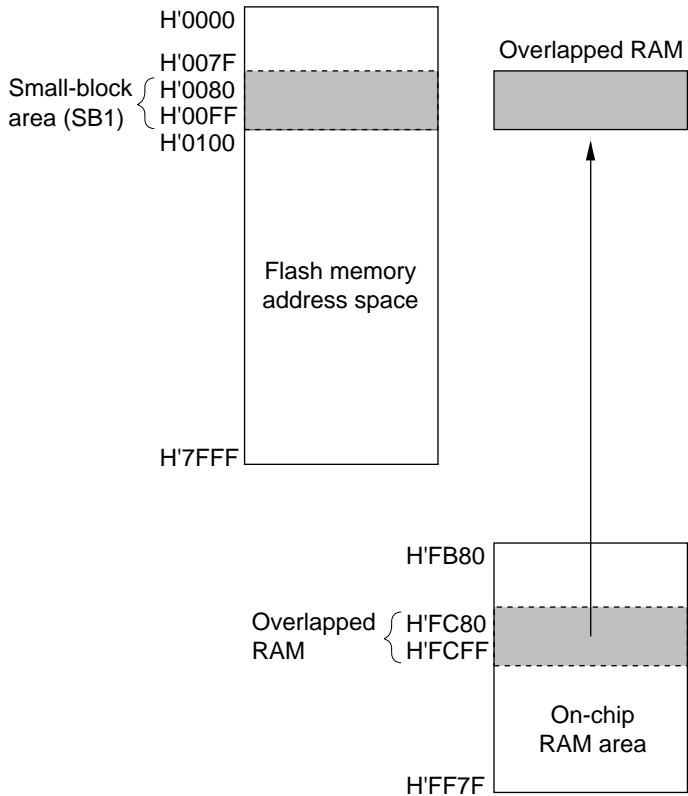 H'0000
H'007F
Small-block
area (SB1)
H'0080
H'00FF
H'0100
Overlapped RAM
Flash memory
address space
H'7FFF
H'FB80
Overlapped
RAM
H'FC80
H'FCFF
On-chip
RAM area
H'FF7F